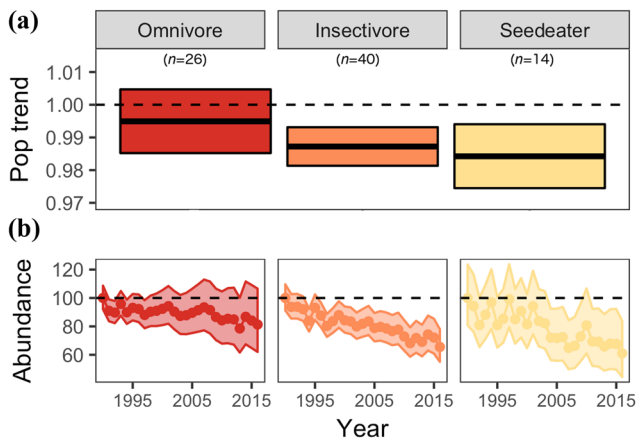 (a)
Omnivore Insectivore Seedeater
(n=26) (n=40) (n=14)
Pop trend
1.01
1.00
0.99
0.98
0.97
(b)
Abundance
120
100
80
60
1995 2005 2015 1995 2005 2015 1995 2005 2015
Year